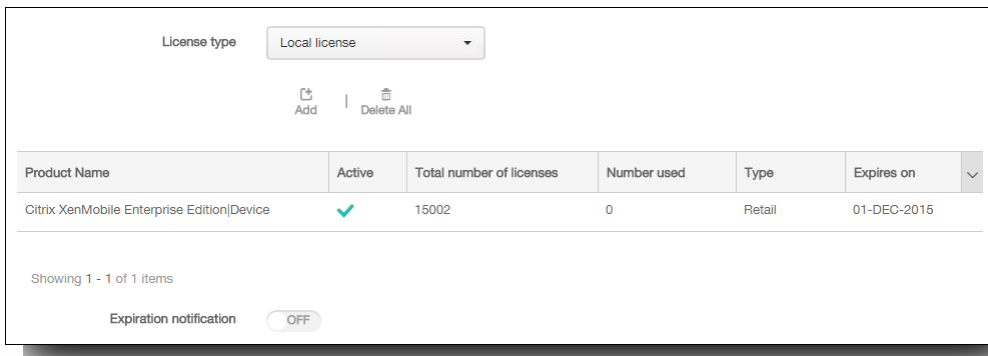 License type Local license
Add | Delete All
Product Name Active Total number of licenses Number used Type Expires on
Citrix XenMobile Enterprise Edition|Device 15002 0 Retail 01-DEC-2015
Showing 1 - 1 of 1 items
Expiration notification OFF